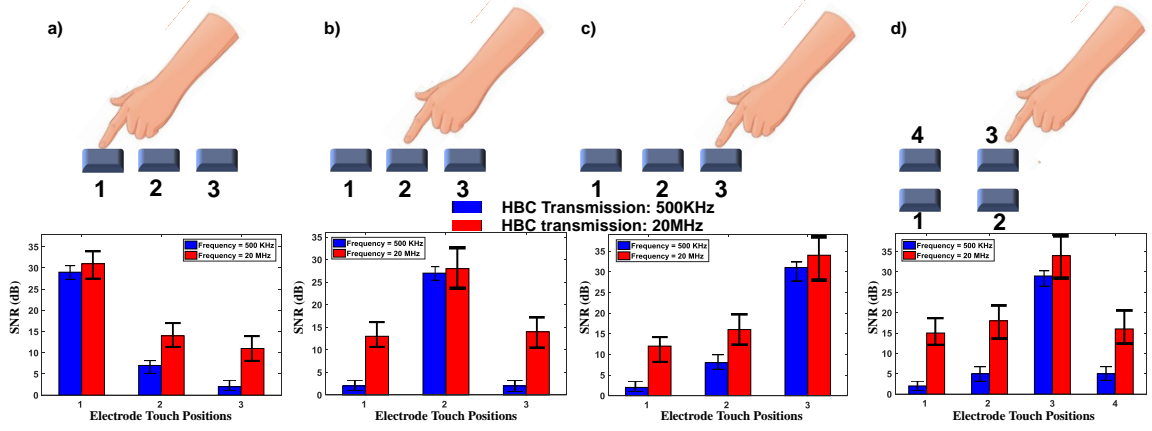 a)
1 2 3
b)
1 2 3
c)
1 2 3
d)
4 3
1 2
HBC Transmission: 500KHz
HBC transmission: 20MHz
SNR (dB)
35
30
25
20
15
10
5
0
Frequency = 500 KHz
Frequency = 20 MHz
1 2 3
Electrode Touch Positions
SNR (dB)
35
30
25
20
15
10
5
0
Frequency = 500 KHz
Frequency = 20 MHz
1 2 3
Electrode Touch Positions
SNR (dB)
35
30
25
20
15
10
5
0
Frequency = 500 KHz
Frequency = 20 MHz
1 2 3
Electrode Touch Positions
SNR (dB)
35
30
25
20
15
10
5
0
Frequency = 500 KHz
Frequency = 20 MHz
1 2 3 4
Electrode Touch Positions